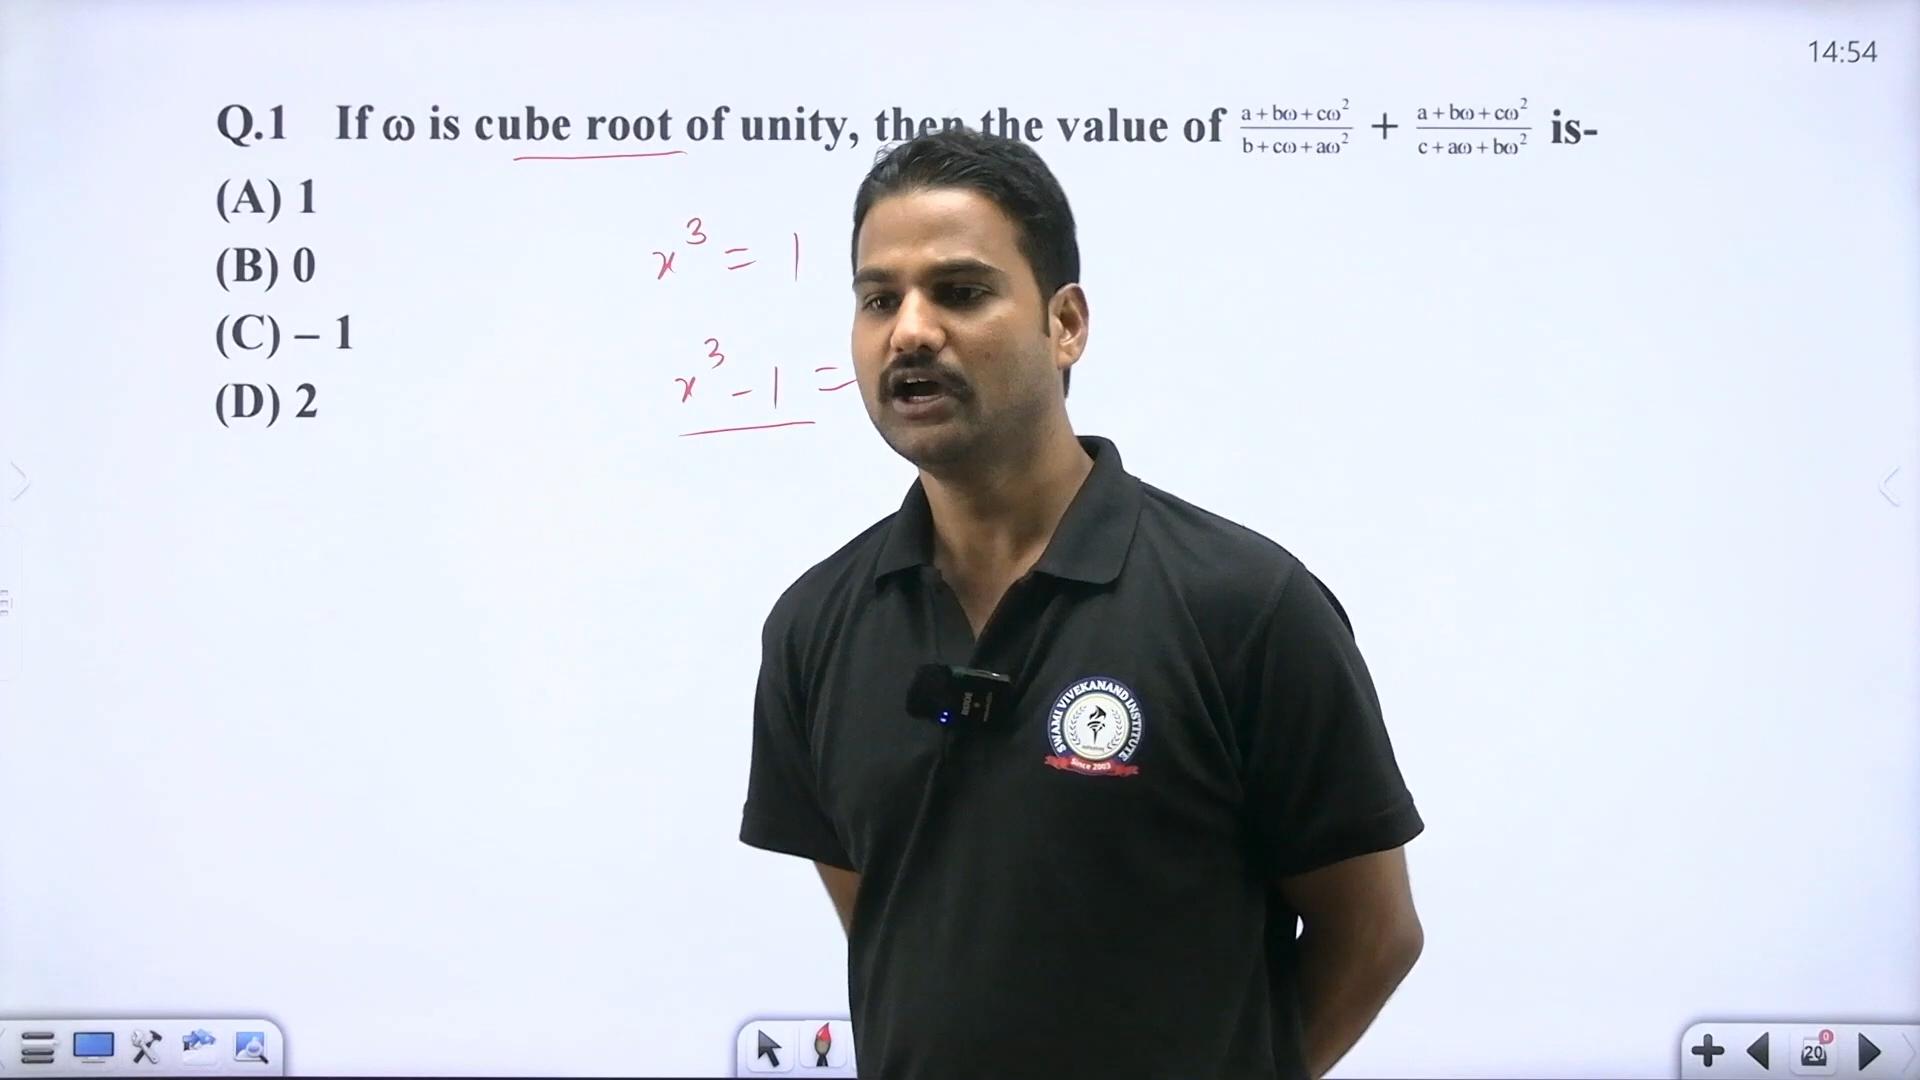 14:54
Q.1 If ω is cube root of unity, then the value of (a+bω+cω²)/(b+cω+aω²) + (a+bω+cω²)/(c+aω+bω²) is-
(A) 1
(B) 0
(C) – 1
(D) 2
x³ = 1
x³ - 1 =
SWAMI VIVEKANAND INSTITUTE
Since 2003
20
0